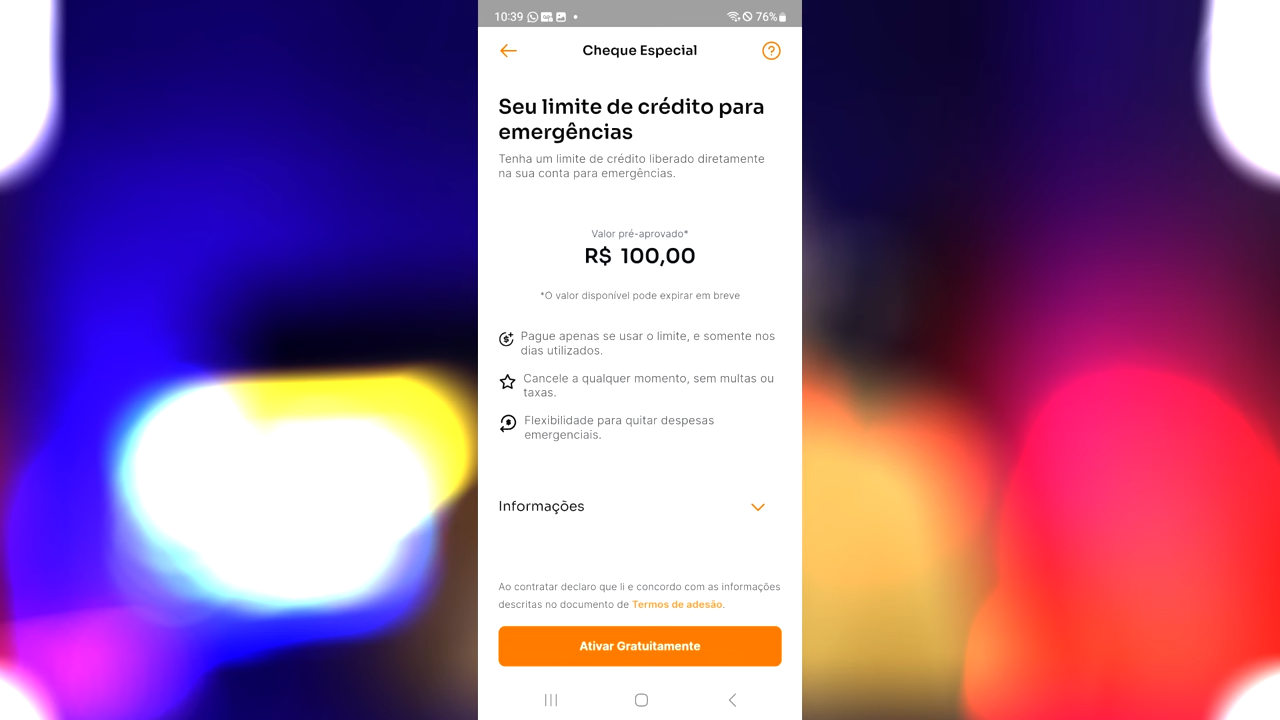 10:39
76%
Cheque Especial
Seu limite de crédito para
emergências
Tenha um limite de crédito liberado diretamente
na sua conta para emergências.
Valor pré-aprovado*
R$ 100,00
*O valor disponível pode expirar em breve
Pague apenas se usar o limite, e somente nos
dias utilizados.
Cancele a qualquer momento, sem multas ou
taxas.
Flexibilidade para quitar despesas
emergenciais.
Informações
Ao contratar declaro que li e concordo com as informações
descritas no documento de Termos de adesão.
Ativar Gratuitamente